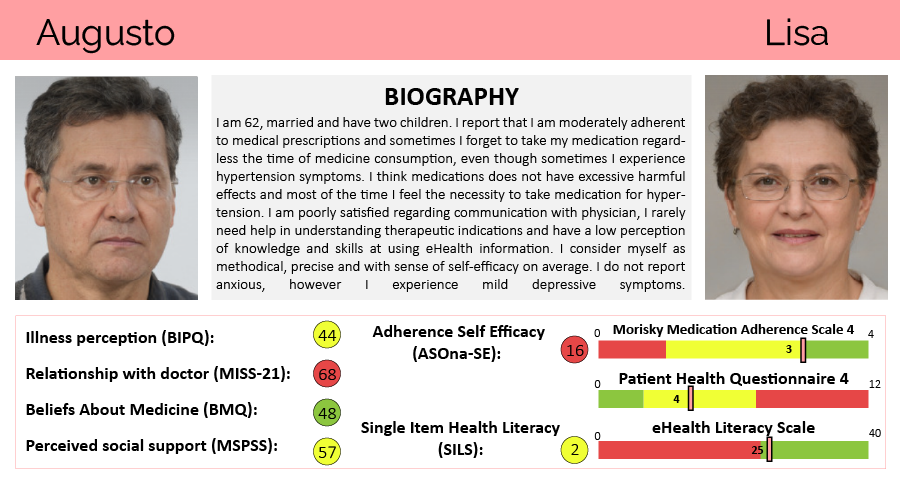 Augusto
Lisa
BIOGRAPHY
I am 62, married and have two children. I report that I am moderately adherent
to medical prescriptions and sometimes I forget to take my medication regard-
less the time of medicine consumption, even though sometimes I experience
hypertension symptoms. I think medications does not have excessive harmful
effects and most of the time I feel the necessity to take medication for hyper-
tension. I am poorly satisfied regarding communication with physician, I rarely
need help in understanding therapeutic indications and have a low perception
of knowledge and skills at using eHealth information. I consider myself as
methodical, precise and with sense of self-efficacy on average. I do not report
anxious, however I experience mild depressive symptoms.
Illness perception (BIPQ):
44
Relationship with doctor (MISS-21):
68
Beliefs About Medicine (BMQ):
48
Perceived social support (MSPSS):
57
Adherence Self Efficacy
(ASOna-SE):
16
Single Item Health Literacy
(SILS):
2
Morisky Medication Adherence Scale 4
0
4
3
Patient Health Questionnaire 4
0
12
4
eHealth Literacy Scale
0
40
25